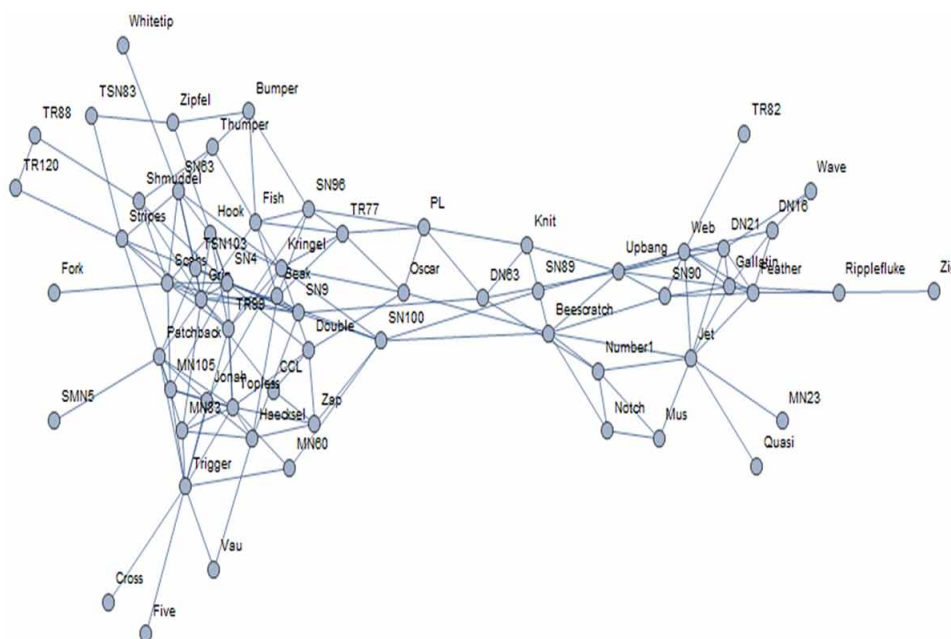 Whitetip
TSN83
Zipfel
Bumper
TR88
Thumper
TR82
TR120
SN63
Shmuddel
Wave
Stripes
Hook
Fish
SN96
TR77
PL
Knit
Web
DN21
DN16
TSN103
SN4
Kringel
Upbang
Gallatin
Fork
Scabs
Grin
Beak
SN9
Oscar
DN63
SN89
SN90
Feather
Ripplefluke
Zi
TR99
Patchback
Double
SN100
Beescratch
Number1
Jet
SMN5
MN105
Jonah
Topless
CCL
MN83
Haecksel
Zap
MN60
Notch
Mus
MN23
Quasi
Trigger
Vau
Cross
Five